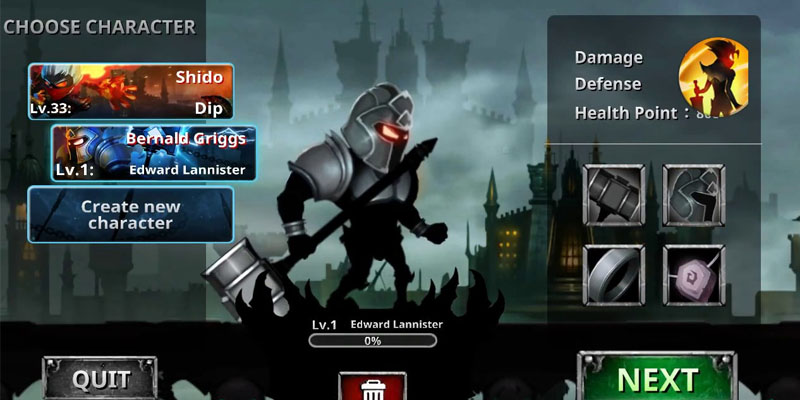 CHOOSE CHARACTER
Shido
Lv.33:
Dip
Bernald Griggs
Lv.1:
Edward Lannister
Create new
character
Damage
Defense
Health Point :
Lv.1 Edward Lannister
0%
QUIT
NEXT